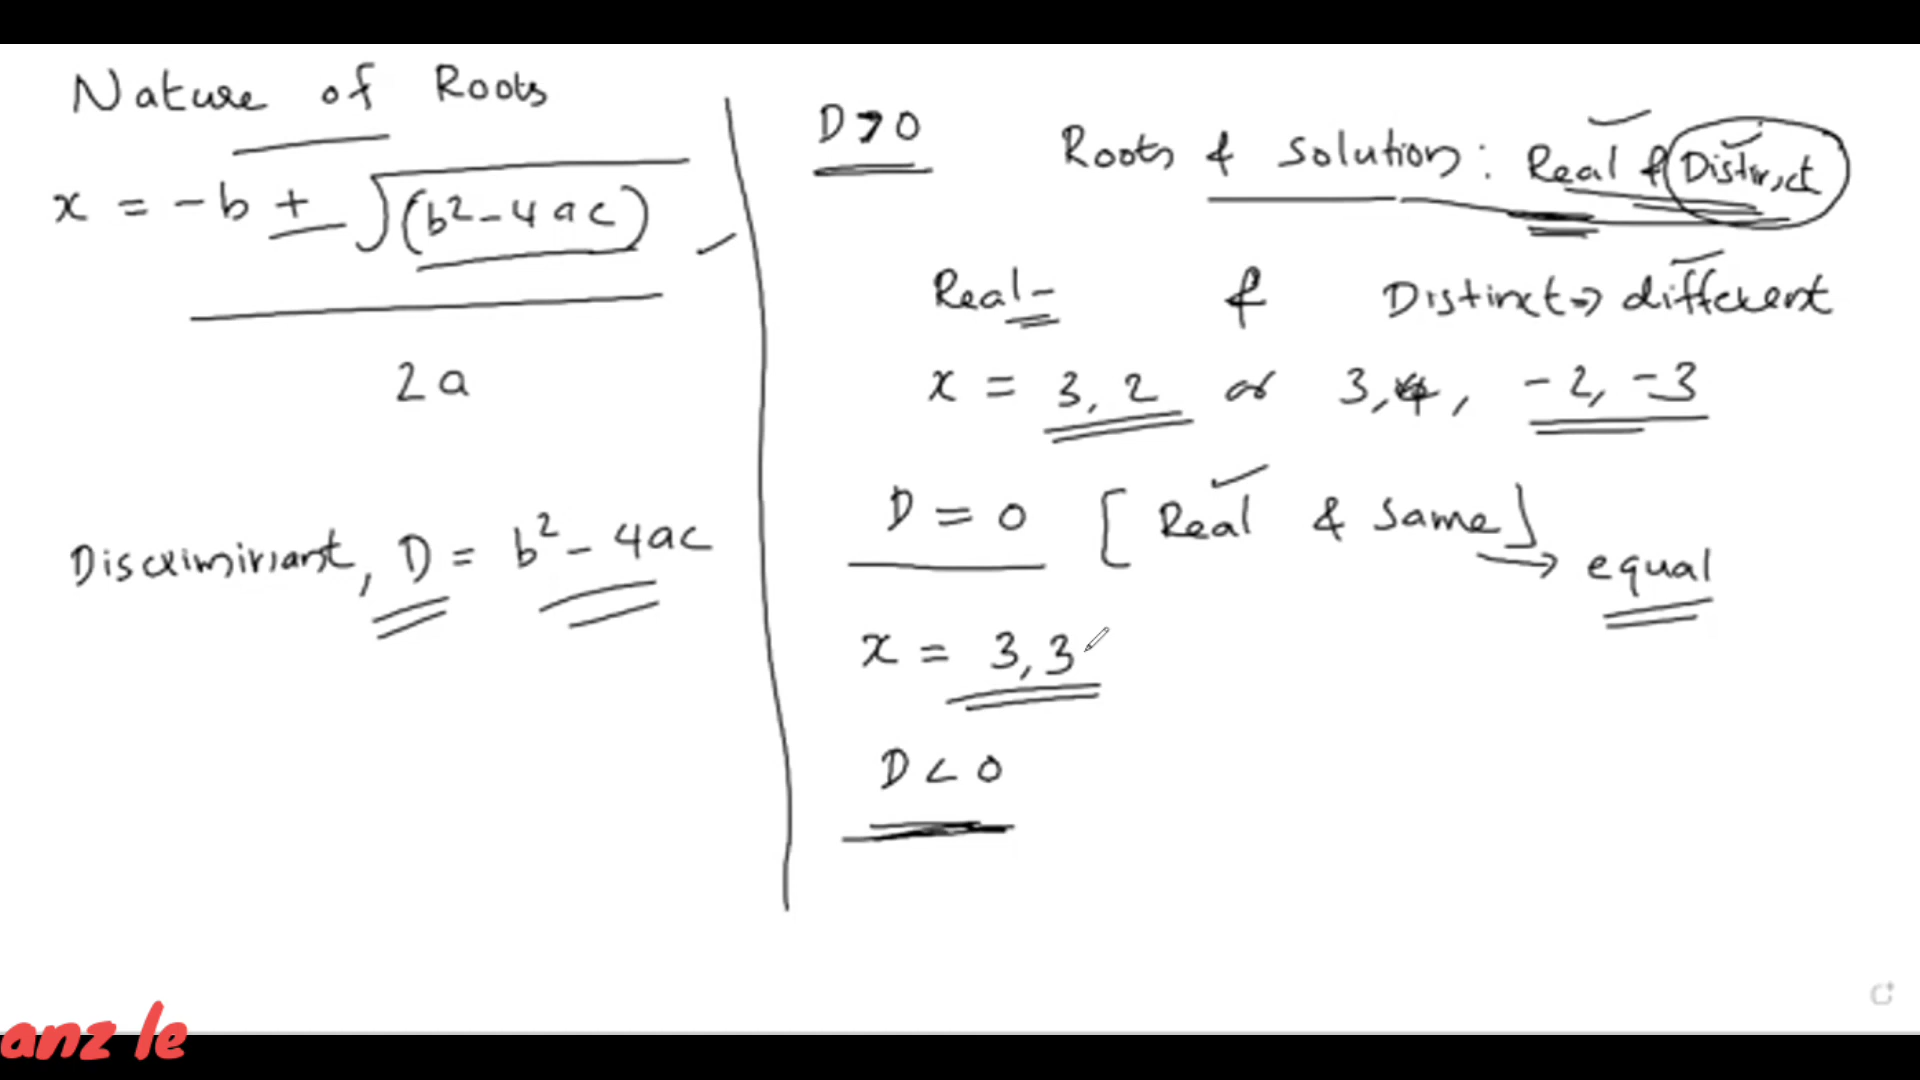 Nature of Roots
x = -b ± √(b²-4ac)
2a
Discriminant, D = b² - 4ac
D > 0 Roots & Solution : Real & Distinct
Real - & Distinct → different
x = 3, 2 or 3, 4, -2, -3
D = 0 [Real & Same] → equal
x = 3, 3
D < 0
anz le